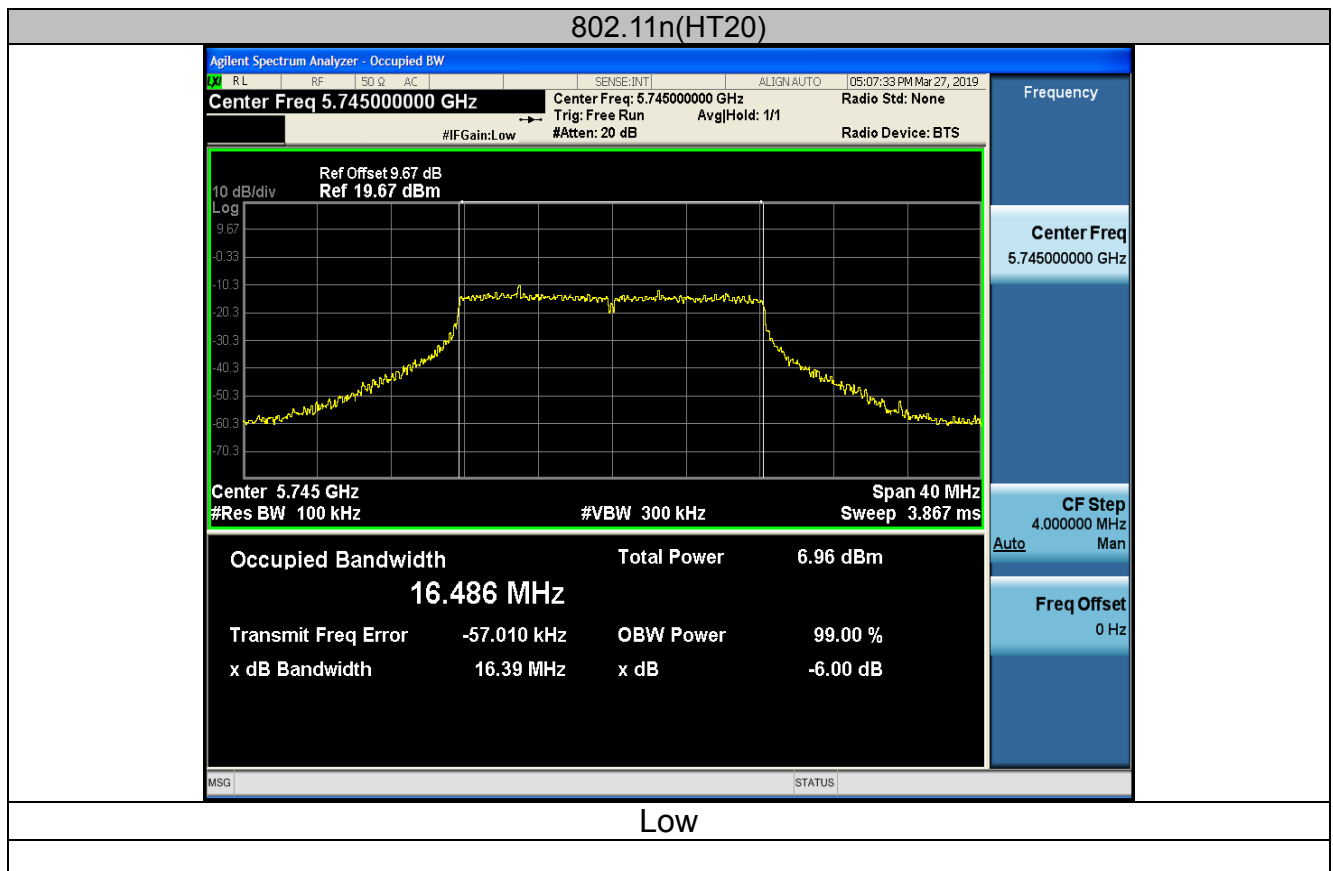 802.11n(HT20)
Agilent Spectrum Analyzer - Occupied BW
LXI RL RF 50 Ω AC SENSE:INT ALIGNAUTO 05:07:33 PM Mar 27, 2019
Center Freq 5.745000000 GHz
Center Freq: 5.745000000 GHz
Radio Std: None
Trig: Free Run Avg|Hold: 1/1
#IFGain:Low
#Atten: 20 dB
Radio Device: BTS
Frequency
Ref Offset 9.67 dB
10 dB/div Ref 19.67 dBm
Log
9.67
-0.33
-10.3
-20.3
-30.3
-40.3
-50.3
-60.3
-70.3
Center 5.745 GHz Span 40 MHz
#Res BW 100 kHz #VBW 300 kHz Sweep 3.867 ms
Center Freq
5.745000000 GHz
CF Step
4.000000 MHz
Auto Man
Freq Offset
0 Hz
Occupied Bandwidth Total Power 6.96 dBm
16.486 MHz
Transmit Freq Error -57.010 kHz OBW Power 99.00 %
x dB Bandwidth 16.39 MHz x dB -6.00 dB
MSG STATUS
Low